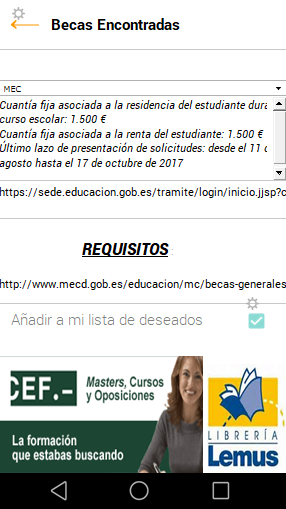 Becas Encontradas
MEC
Cuantía fija asociada a la residencia del estudiante dura
curso escolar: 1.500 €
Cuantía fija asociada a la renta del estudiante: 1.500 €
Último lazo de presentación de solicitudes: desde el 11 d
agosto hasta el 17 de octubre de 2017
https://sede.educacion.gob.es/tramite/login/inicio.jjsp?c
REQUISITOS
http://www.mecd.gob.es/educacion/mc/becas-generales
Añadir a mi lista de deseados
CEF.-
Masters, Cursos
y Oposiciones
La formación
que estabas buscando
LIBRERÍA
Lemus